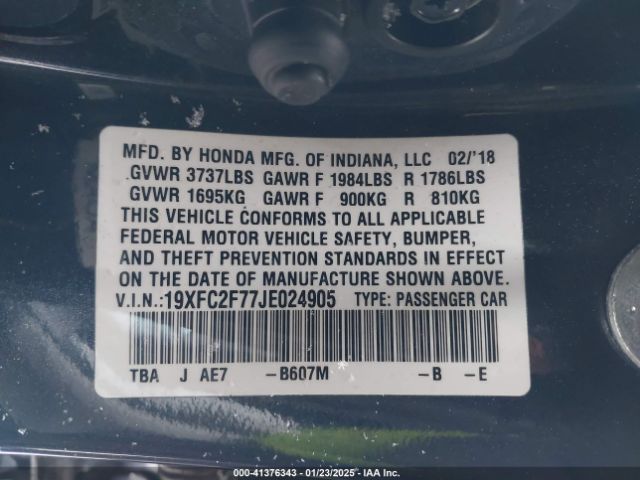 MFD. BY HONDA MFG. OF INDIANA, LLC 02/'18
GVWR 3737LBS GAWR F 1984LBS R 1786LBS
GVWR 1695KG GAWR F 900KG R 810KG
THIS VEHICLE CONFORMS TO ALL APPLICABLE
FEDERAL MOTOR VEHICLE SAFETY, BUMPER,
AND THEFT PREVENTION STANDARDS IN EFFECT
ON THE DATE OF MANUFACTURE SHOWN ABOVE.
V.I.N.:19XFC2F77JE024905 TYPE: PASSENGER CAR
TBA J AE7 -B607M -B -E
000-41376343 - 01/23/2025 - IAA Inc.